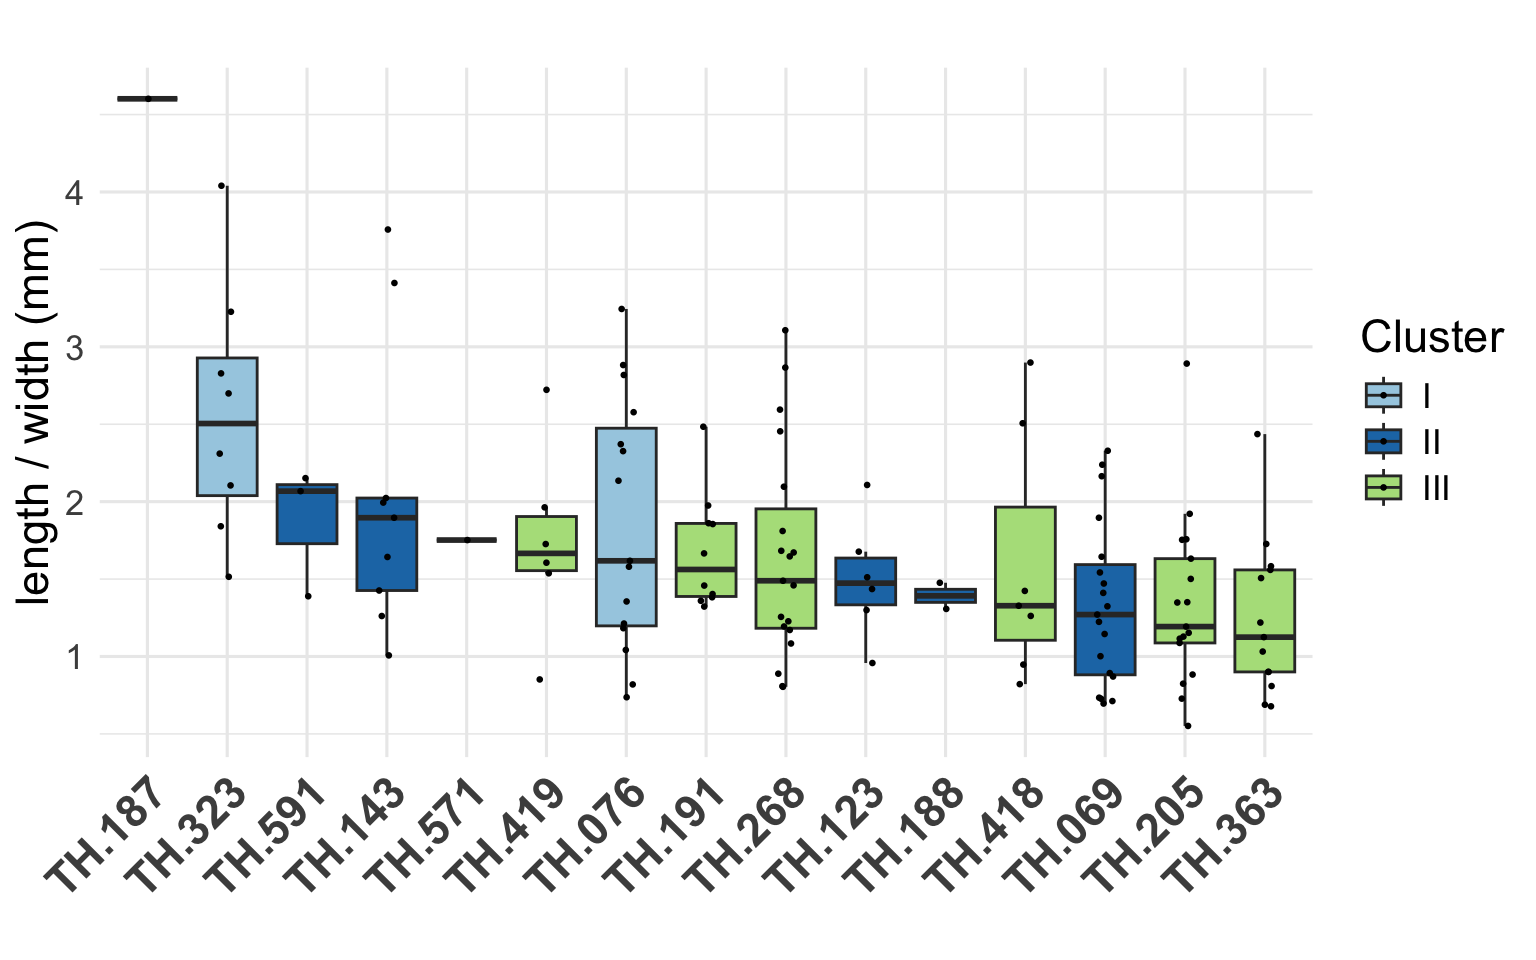 length / width (mm)
4
3
2
1
TH.187
TH.323
TH.591
TH.143
TH.571
TH.419
TH.076
TH.191
TH.268
TH.123
TH.188
TH.418
TH.069
TH.205
TH.363
Cluster
I
II
III